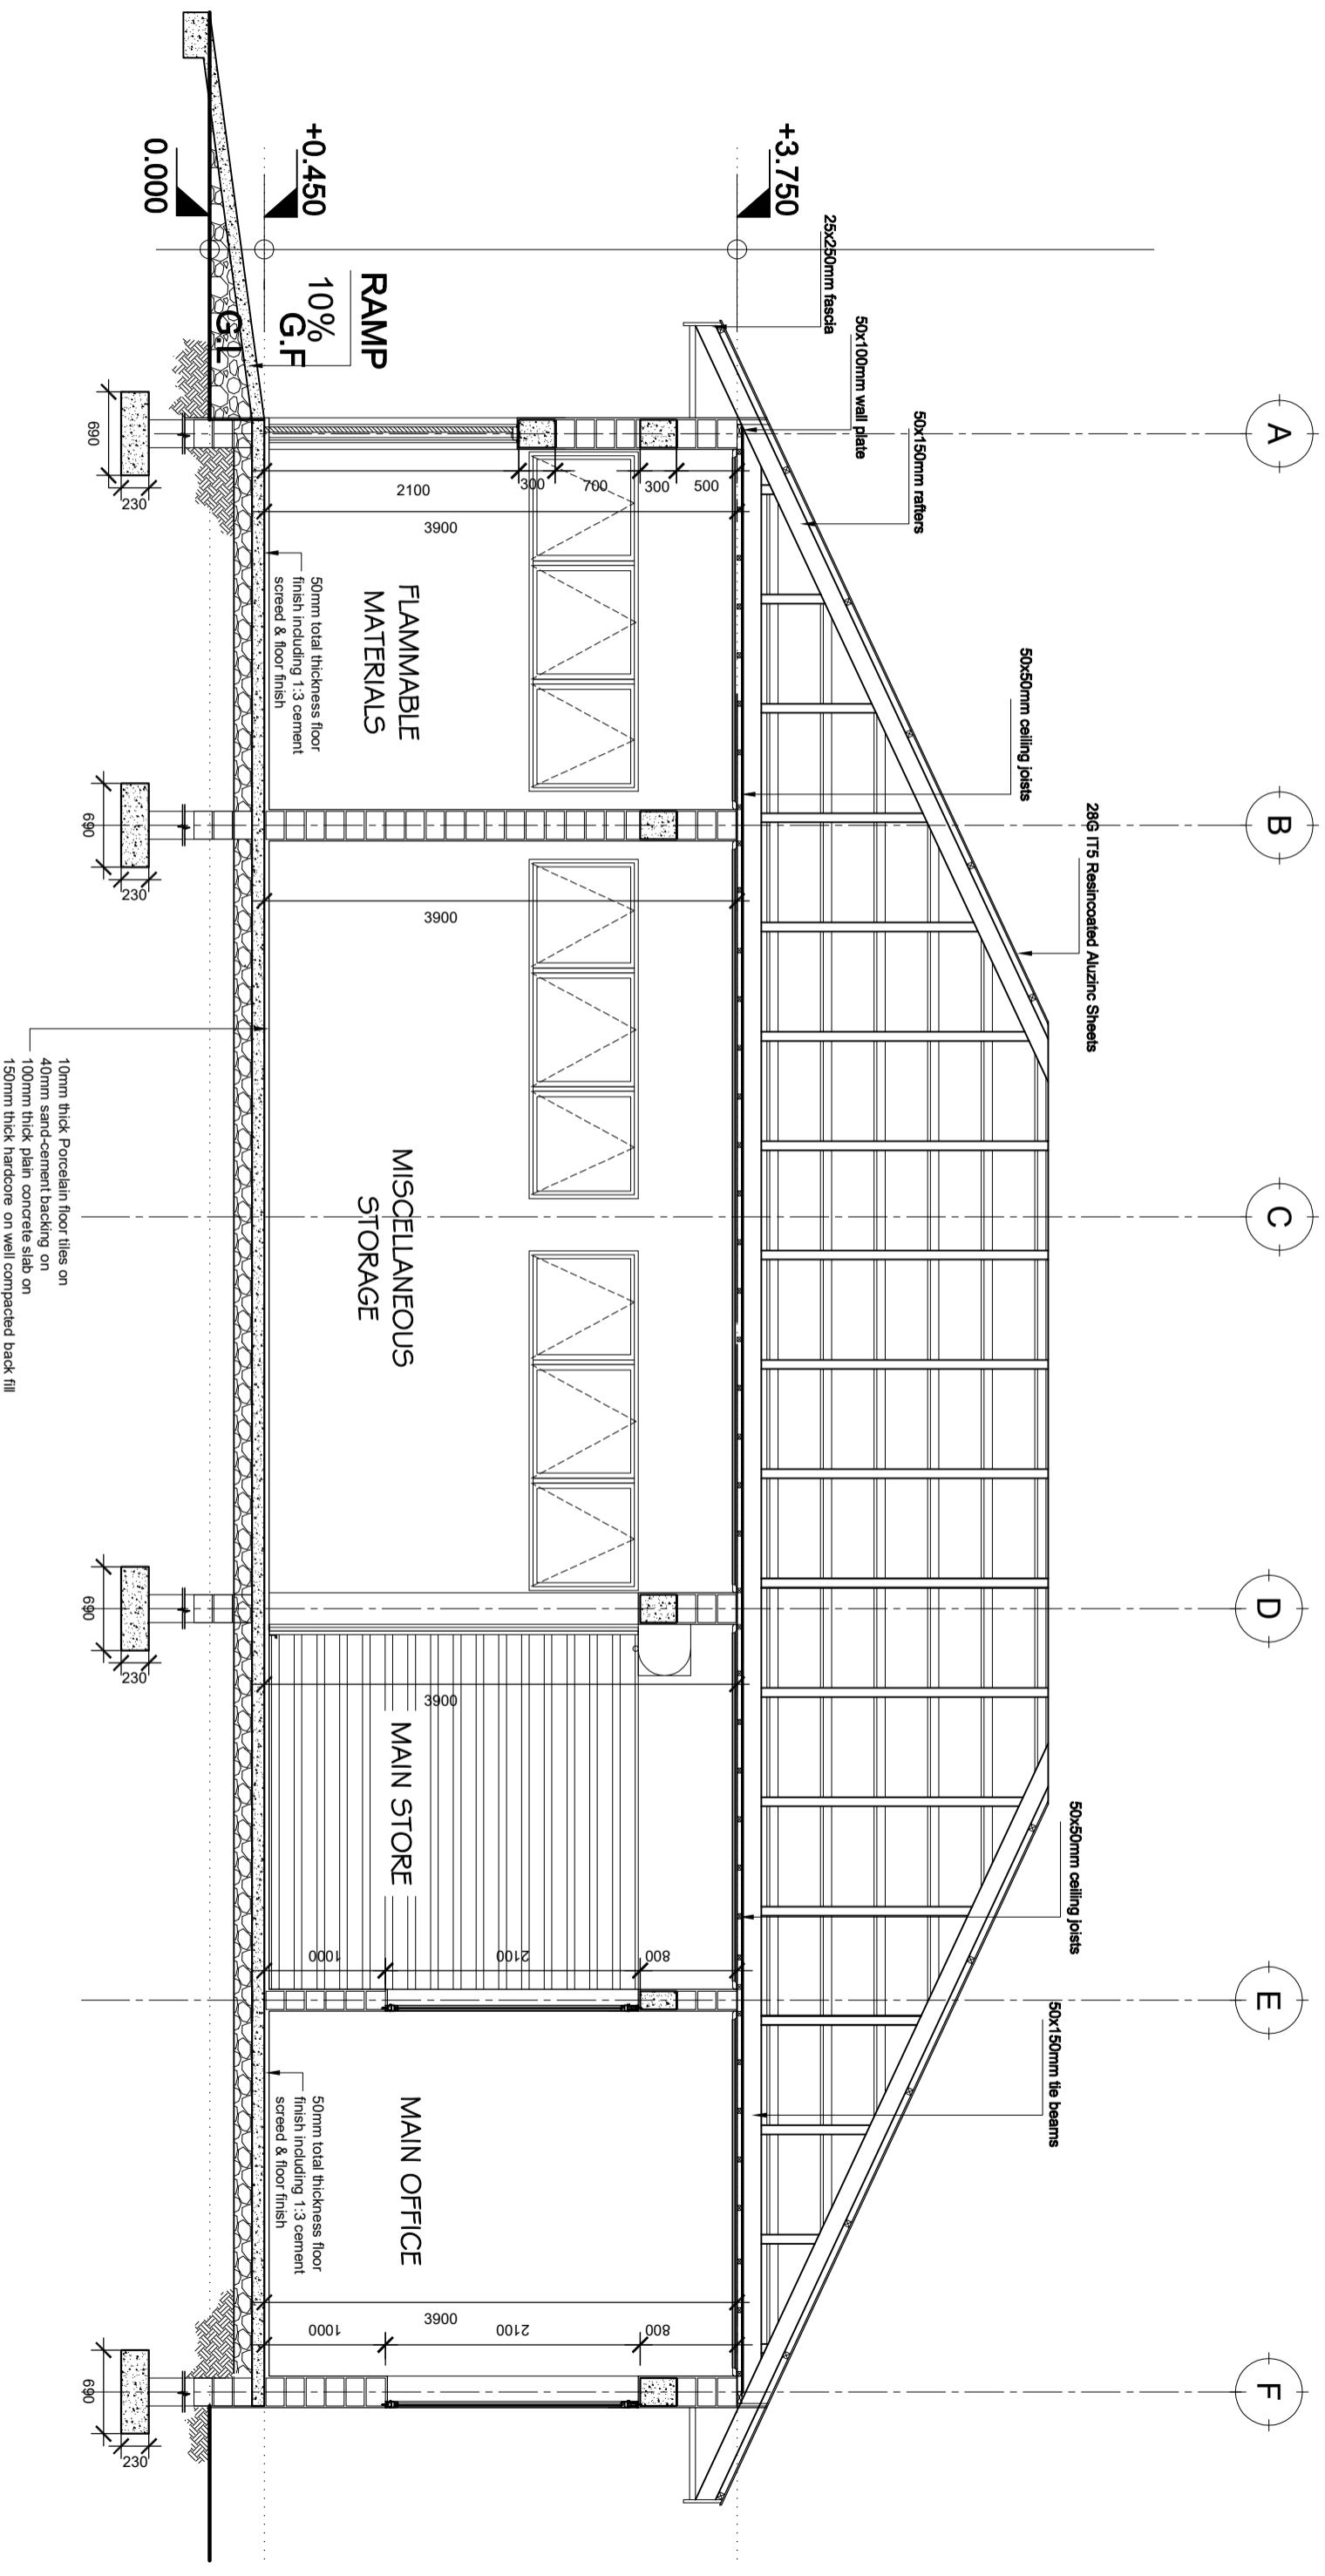 A
B
C
D
E
F
28G IT5 Resincoated Aluzinc Sheets
50x50mm ceiling joists
50x50mm ceiling joists
50x150mm tie beams
50x150mm rafters
50x100mm wall plate
25x250mm fascia
+3.750
+0.450
0.000
RAMP
10%
G.F
G.L
500
300
700
300
2100
3900
3900
3900
800
2100
1000
3900
800
2100
1000
FLAMMABLE
MATERIALS
MISCELLANEOUS
STORAGE
MAIN STORE
MAIN OFFICE
50mm total thickness floor
finish including 1:3 cement
screed & floor finish
50mm total thickness floor
finish including 1:3 cement
screed & floor finish
230
690
230
690
230
690
230
690
10mm thick Porcelain floor tiles on
40mm sand-cement backing on
100mm thick plain concrete slab on
150mm thick hardcore on well compacted back fill